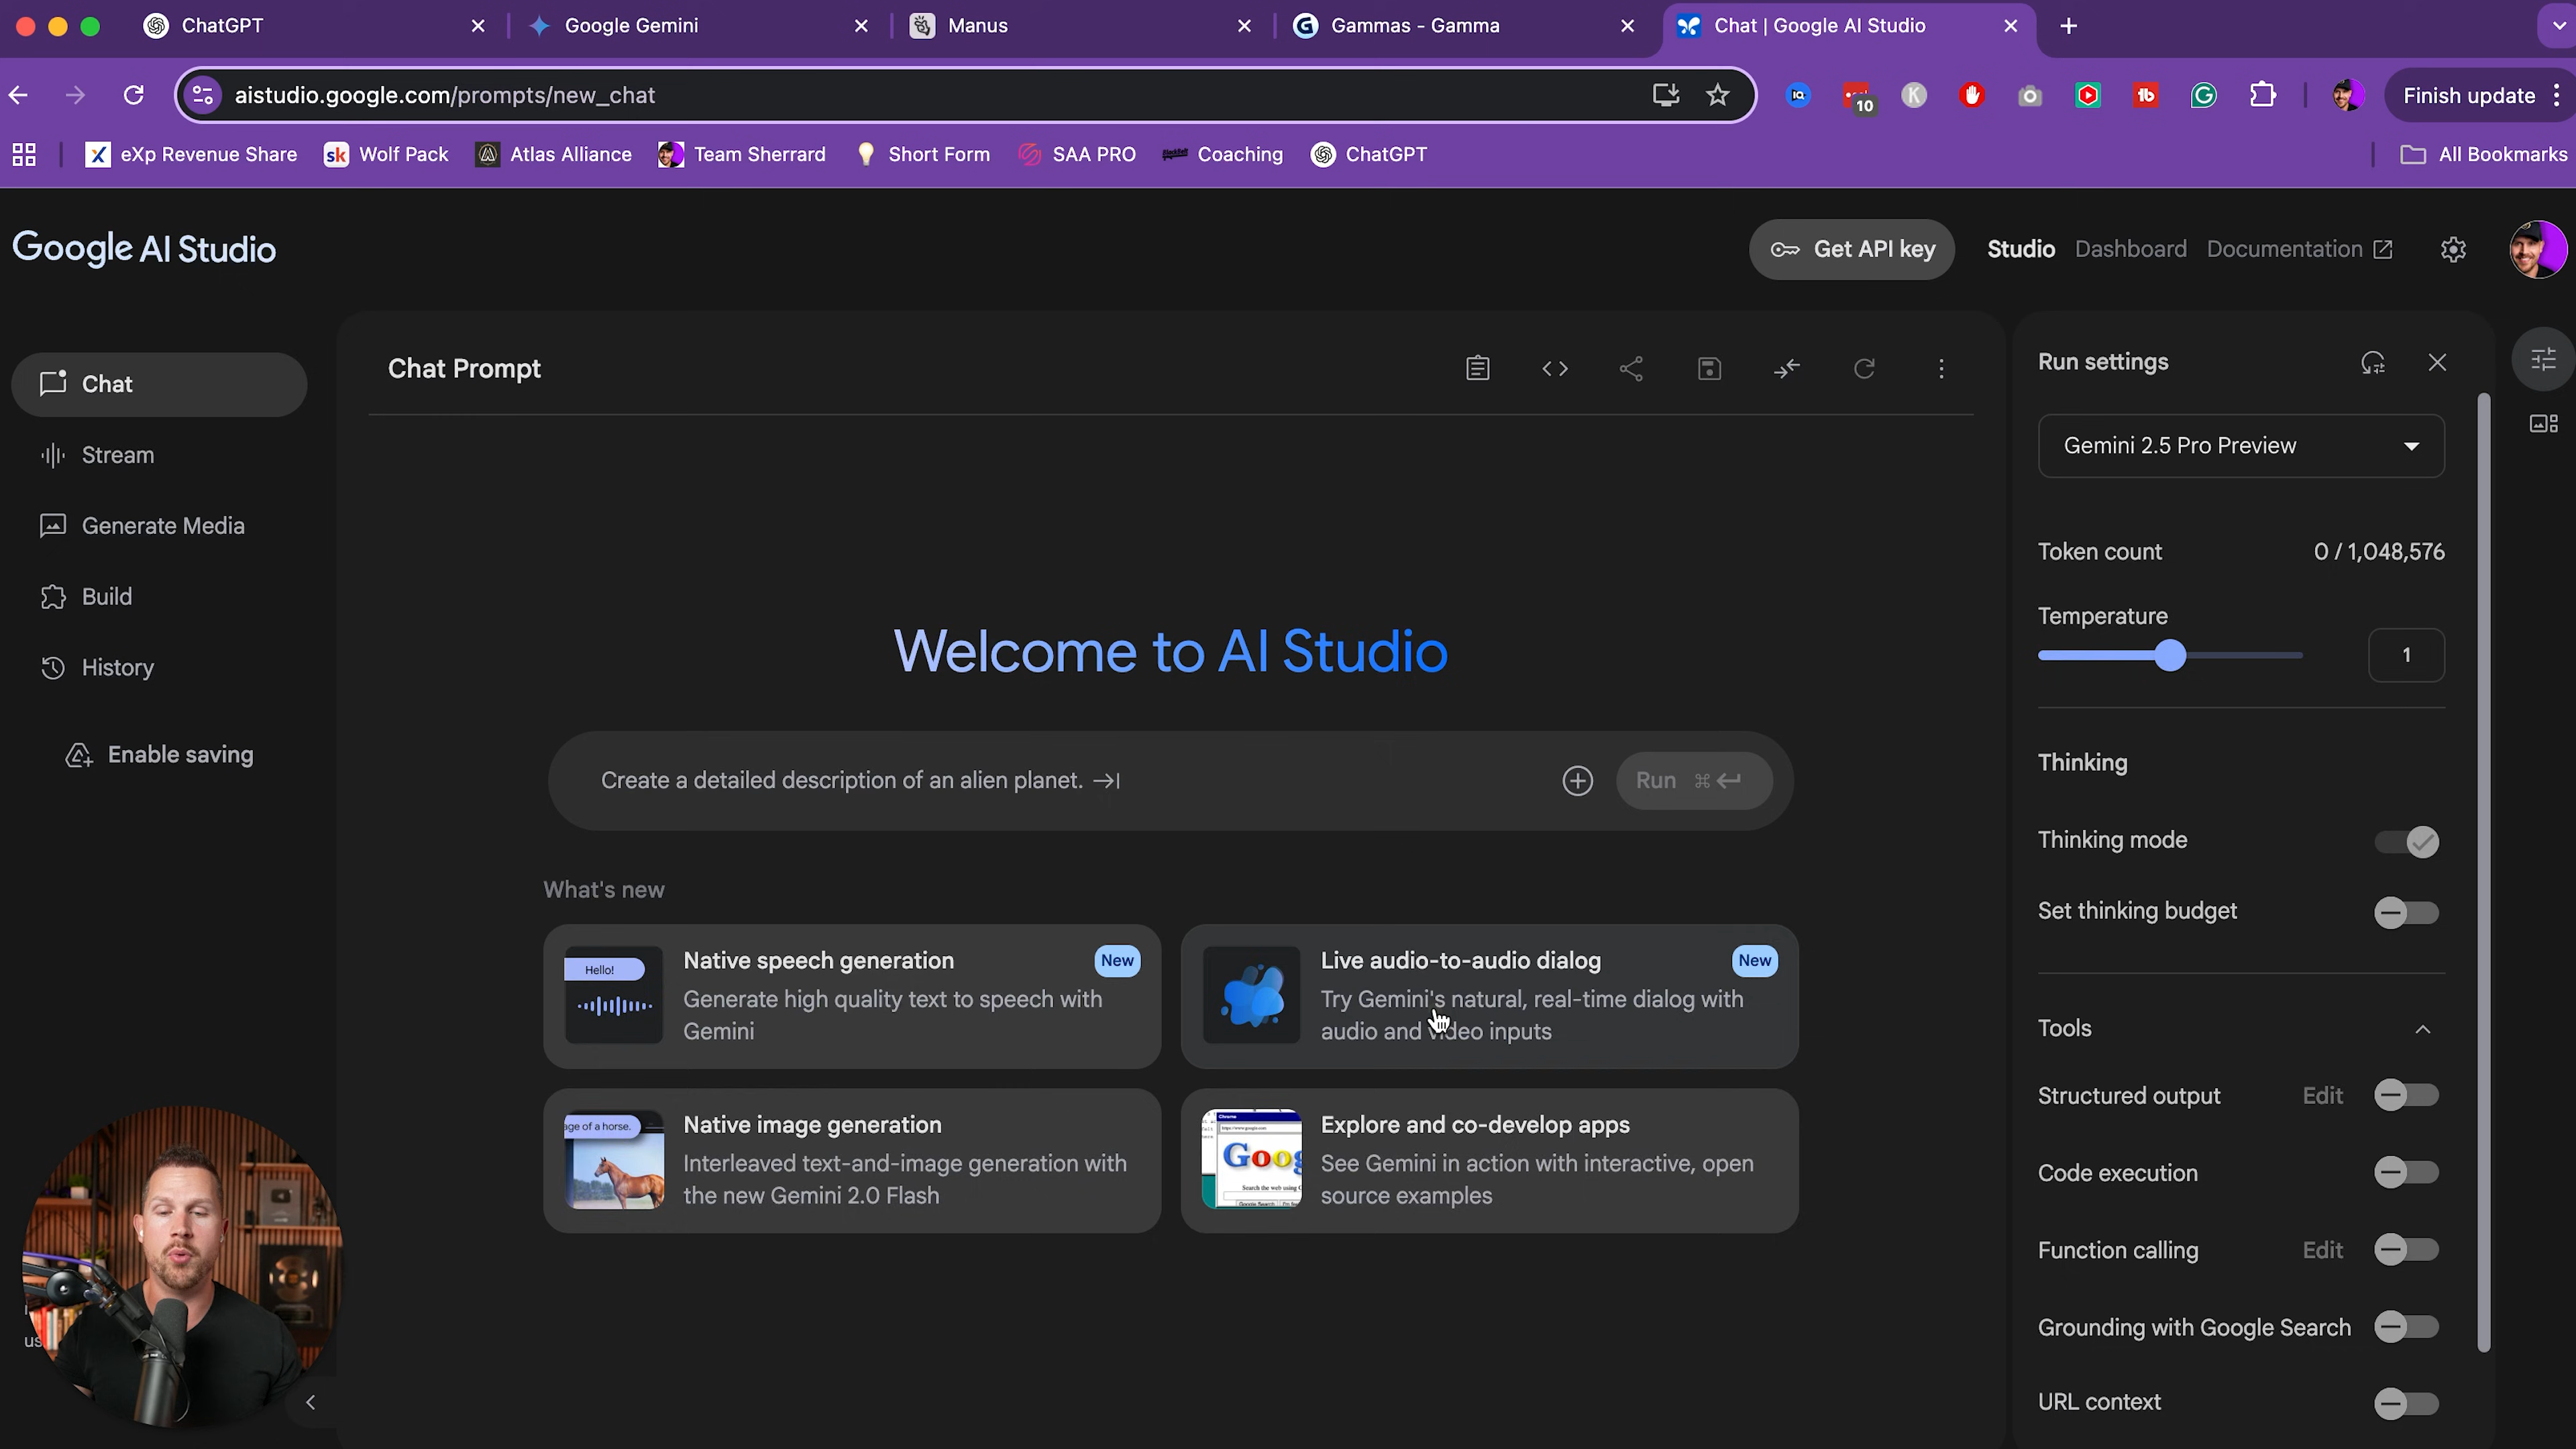 ChatGPT
Google Gemini
Manus
Gammas - Gamma
Chat | Google AI Studio
aistudio.google.com/prompts/new_chat
10
Finish update
eXp Revenue Share
Wolf Pack
Atlas Alliance
Team Sherrard
Short Form
SAA PRO
Coaching
ChatGPT
All Bookmarks
Google AI Studio
Get API key
Studio
Dashboard
Documentation
Chat
Stream
Generate Media
Build
History
Enable saving
Chat Prompt
Welcome to AI Studio
Create a detailed description of an alien planet.
Run ⌘
What's new
Hello!
Native speech generation
New
Generate high quality text to speech with
Gemini
Live audio-to-audio dialog
New
Try Gemini's natural, real-time dialog with
audio and video inputs
age of a horse.
Native image generation
Interleaved text-and-image generation with
the new Gemini 2.0 Flash
Goog
Explore and co-develop apps
See Gemini in action with interactive, open
source examples
Run settings
Gemini 2.5 Pro Preview
Token count
0 / 1,048,576
Temperature
1
Thinking
Thinking mode
Set thinking budget
Tools
Structured output
Edit
Code execution
Function calling
Edit
Grounding with Google Search
URL context